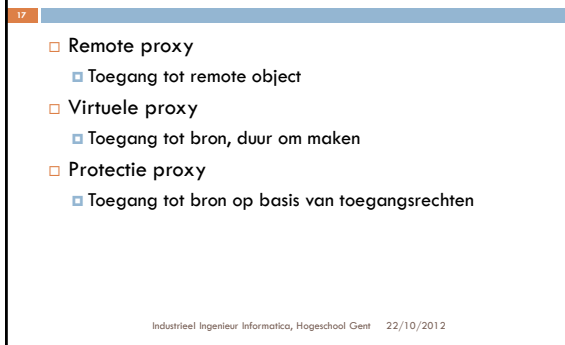 17
Remote proxy
Toegang tot remote object
Virtuele proxy
Toegang tot bron, duur om maken
Protectie proxy
Toegang tot bron op basis van toegangsrechten
Industrieel Ingenieur Informatica, Hogeschool Gent 22/10/2012